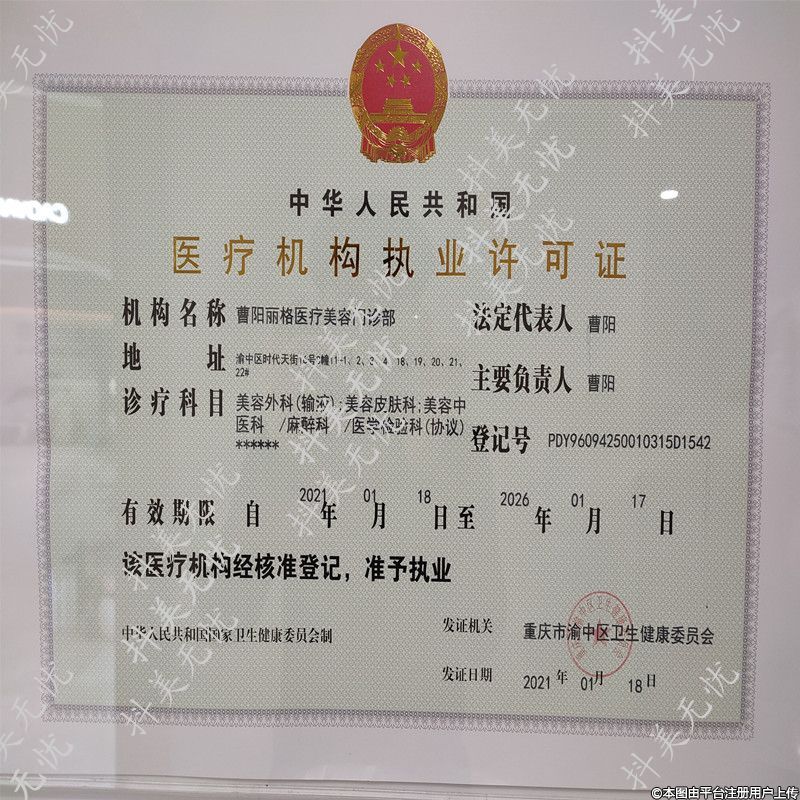 中华人民共和国
医疗机构执业许可证
机构名称 曹阳丽格医疗美容门诊部
法定代表人 曹阳
地址 渝中区时代天街
22#
主要负责人 曹阳
诊疗科目 美容外科(输液);美容皮肤科;美容中
医科 /麻醉科 /医学检验科(协议)
******
登记号 PDY96094250010315D1542
有效期限 自 2021 年 01 月 18 日至 2026 年 01 月 17 日
该医疗机构经核准登记，准予执业
中华人民共和国国家卫生健康委员会制
发证机关 重庆市渝中区卫生健康委员会
发证日期 2021 年 01 月 18 日
抖美无忧
©本图由平台注册用户上传